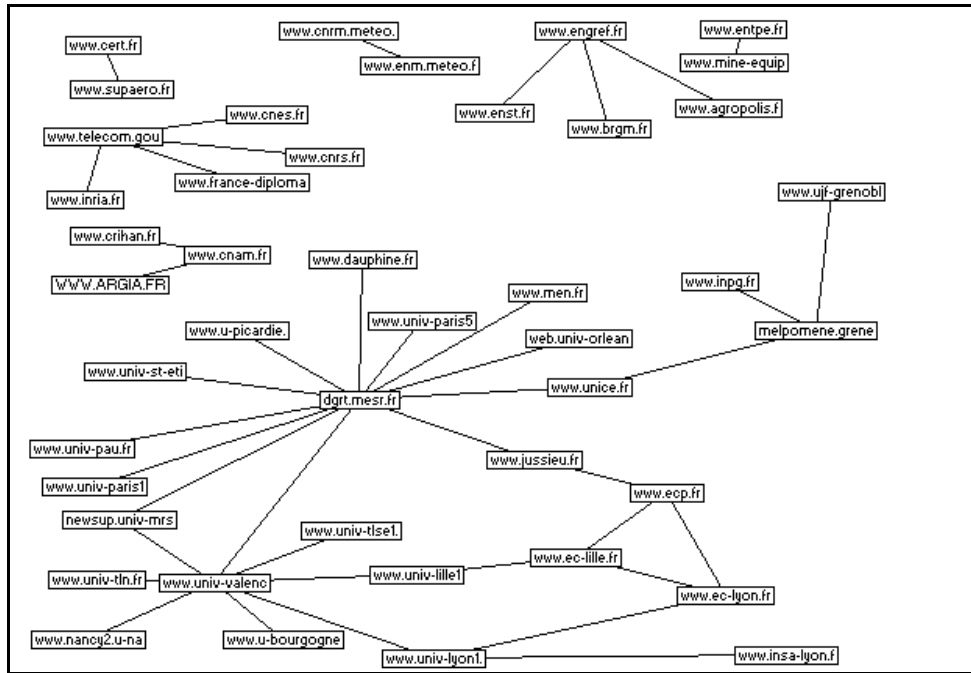 www.cnrm.meteo.
www.engref.fr
www.entpe.fr
www.cert.fr
www.enm.meteo.f
www.mine-equip
www.supaero.fr
www.cnes.fr
www.enst.fr
www.agropolis.f
www.brgm.fr
www.telecom.gou
www.cnrs.fr
www.france-diploma
www.inria.fr
www.ujf-grenobl
www.crihan.fr
www.cnam.fr
www.dauphine.fr
WWW.ARGIA.FR
www.inpg.fr
www.men.fr
www.univ-paris5
www.u-picardie.
web.univ-orlean
melpomene.grene
www.univ-st-eti
www.unice.fr
dgrt.mesr.fr
www.univ-pau.fr
www.jussieu.fr
www.univ-paris1
www.ecp.fr
newsup.univ-mrs
www.univ-tlse1.
www.ec-lille.fr
www.univ-tln.fr
www.univ-valenc
www.univ-lille1
www.ec-lyon.fr
www.nancy2.u-na
www.u-bourgogne
www.univ-lyon1.
www.insa-lyon.f